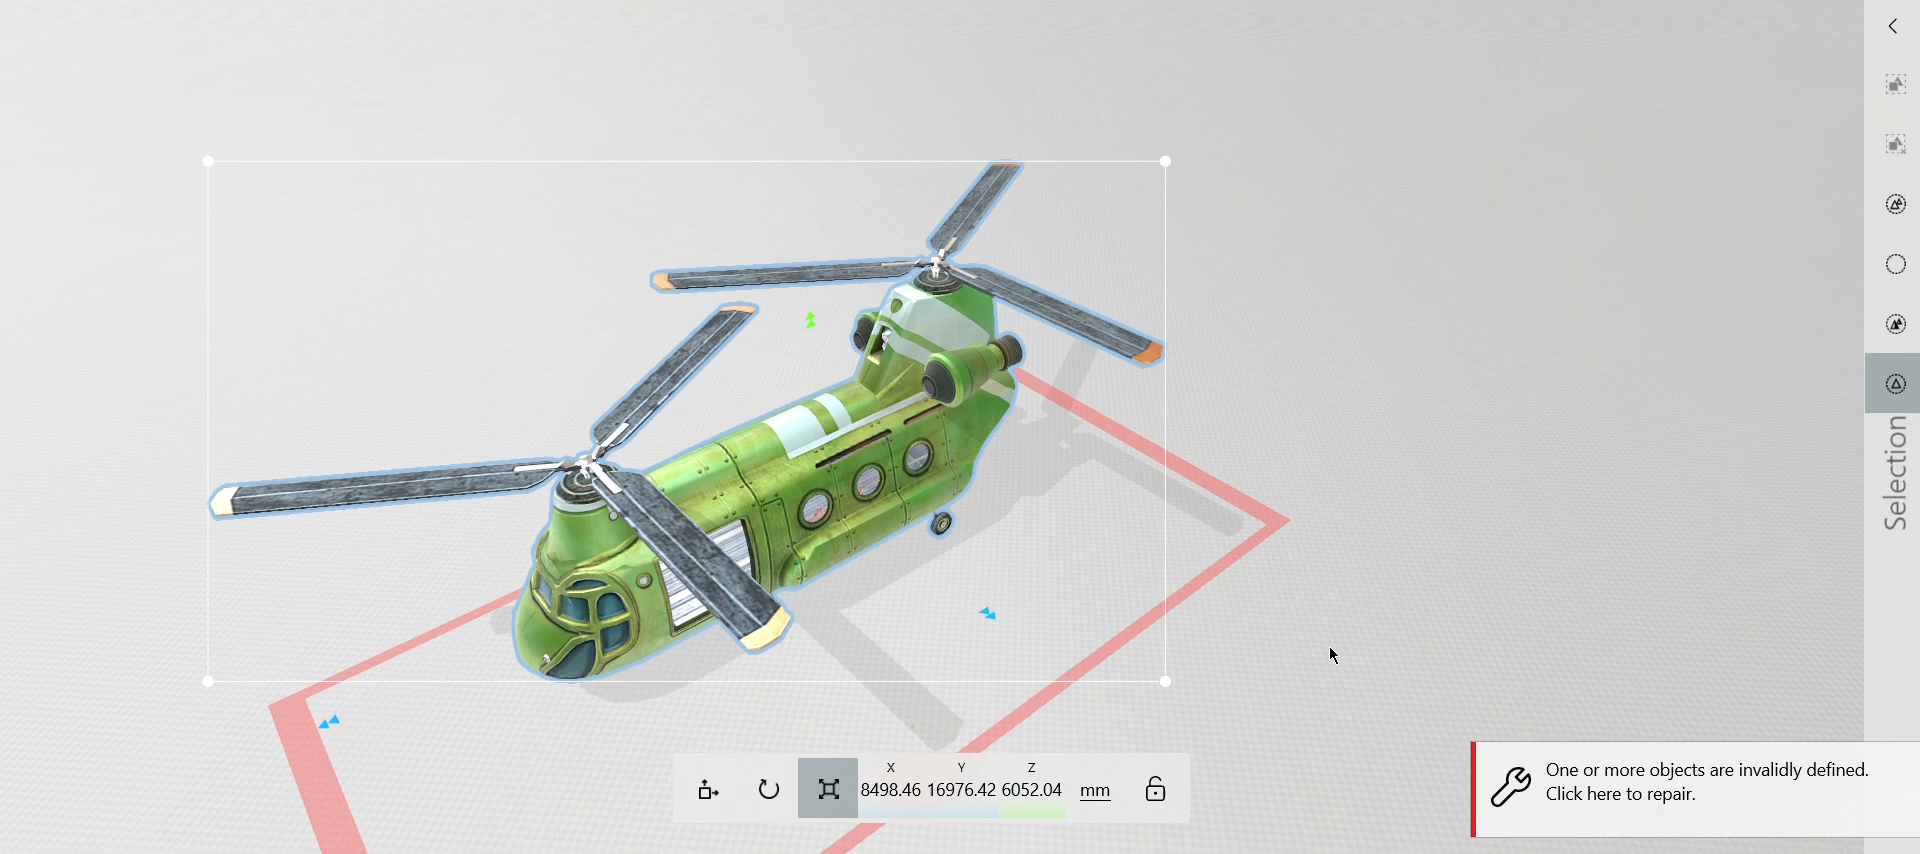 Selection
X Y Z
8498.46 16976.42 6052.04 mm
One or more objects are invalidly defined.
Click here to repair.